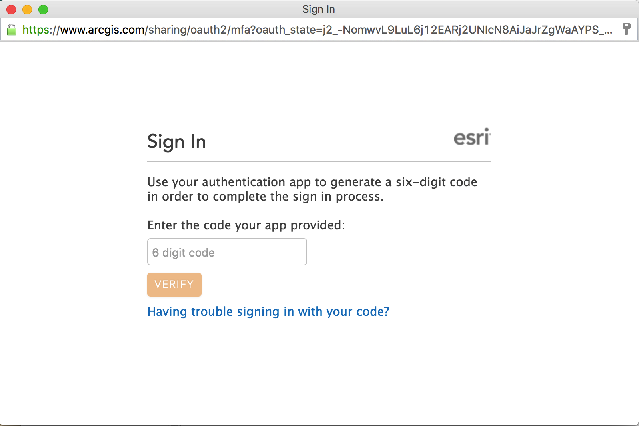 Sign In
https://www.arcgis.com/sharing/oauth2/mfa?oauth_state=j2_-NomwvL9LuL6j12EARj2UNIcN8AiJaJrZgWaAYPS_...
Sign In
esri
Use your authentication app to generate a six-digit code
in order to complete the sign in process.
Enter the code your app provided:
6 digit code
VERIFY
Having trouble signing in with your code?